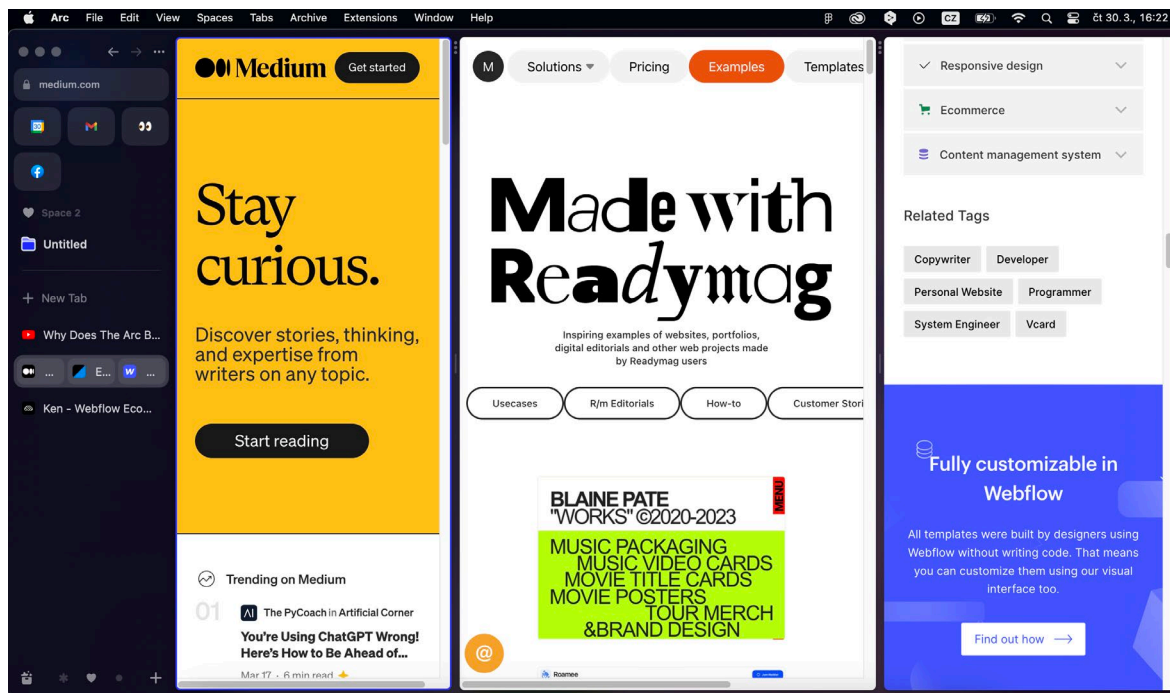 Arc File Edit View Spaces Tabs Archive Extensions Window Help CZ čt 30. 3., 16:22
medium.com
Space 2
Untitled
+ New Tab
Why Does The Arc B...
... E... ...
Ken - Webflow Eco...
Medium
Get started
Stay
curious.
Discover stories, thinking,
and expertise from
writers on any topic.
Start reading
Trending on Medium
01
The PyCoach in Artificial Corner
You're Using ChatGPT Wrong!
Here's How to Be Ahead of...
Mar 17 · 6 min read
M Solutions Pricing Examples Templates
Made with
Readymag
Inspiring examples of websites, portfolios,
digital editorials and other web projects made
by Readymag users
Usecases R/m Editorials How-to Customer Stori
BLAINE PATE
"WORKS" ©2020-2023
MENU
MUSIC PACKAGING
MUSIC VIDEO CARDS
MOVIE TITLE CARDS
MOVIE POSTERS
TOUR MERCH
&BRAND DESIGN
@
Roamee
Responsive design
Ecommerce
Content management system
Related Tags
Copywriter Developer
Personal Website Programmer
System Engineer Vcard
Fully customizable in
Webflow
All templates were built by designers using
Webflow without writing code. That means
you can customize them using our visual
interface too.
Find out how